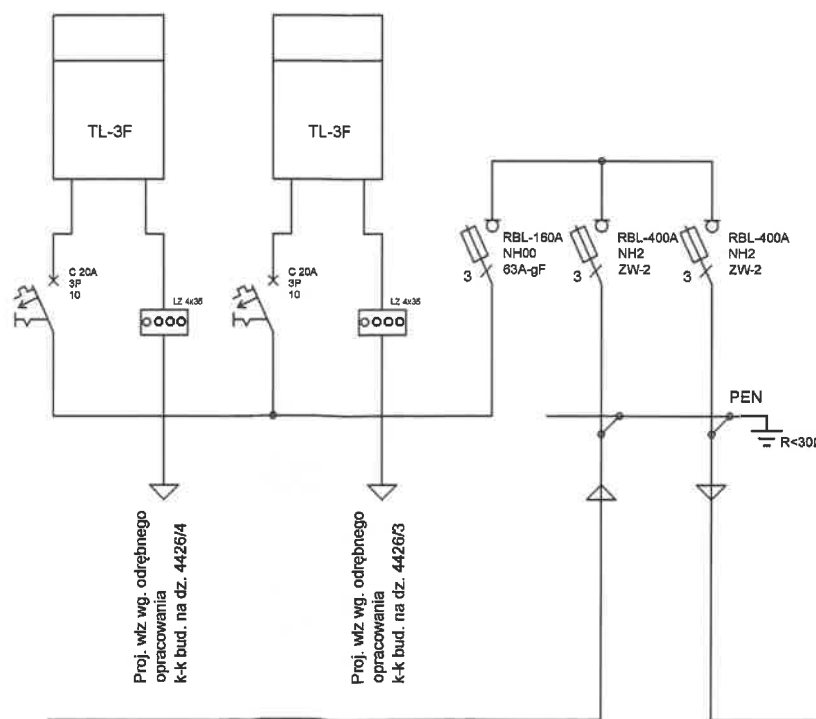 TL-3F
TL-3F
C 20A
3P
10
LZ 4x35
C 20A
3P
10
LZ 4x35
3
RBL-160A
NH00
63A-gF
3
RBL-400A
NH2
ZW-2
3
RBL-400A
NH2
ZW-2
PEN
R<30Ω
Proj. wlz wg. odrębnego
opracowania
k-k bud. na dz. 4426/4
Proj. wlz wg. odrębnego
opracowania
k-k bud. na dz. 4426/3